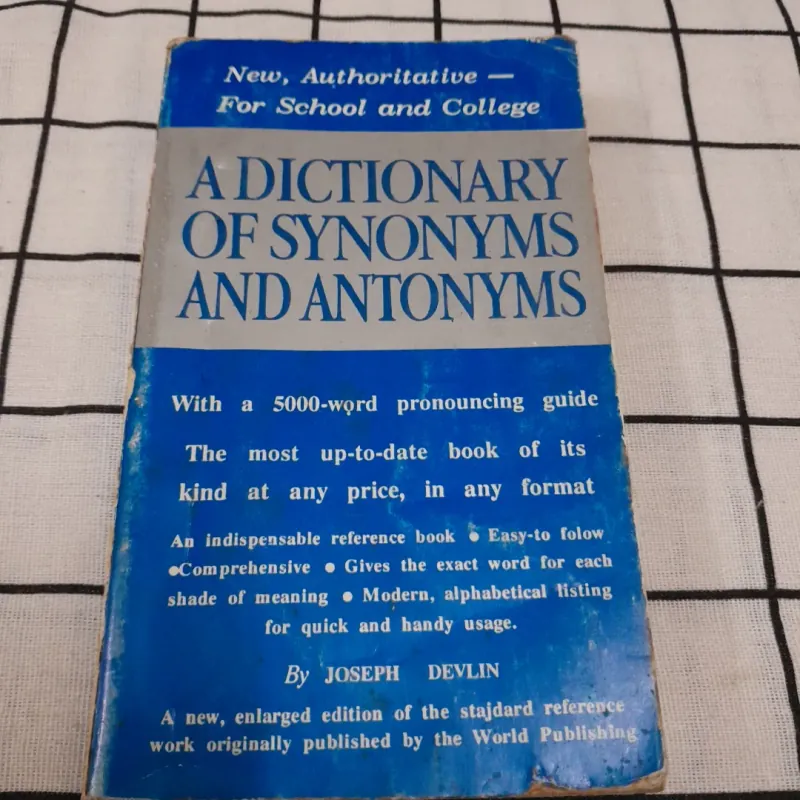 New, Authoritative —
For School and College
A DICTIONARY
OF SYNONYMS
AND ANTONYMS
With a 5000-word pronouncing guide
The most up-to-date book of its
kind at any price, in any format
An indispensable reference book • Easy-to folow
•Comprehensive • Gives the exact word for each
shade of meaning • Modern, alphabetical listing
for quick and handy usage.
By JOSEPH DEVLIN
A new, enlarged edition of the stajdard reference
work originally published by the World Publishing